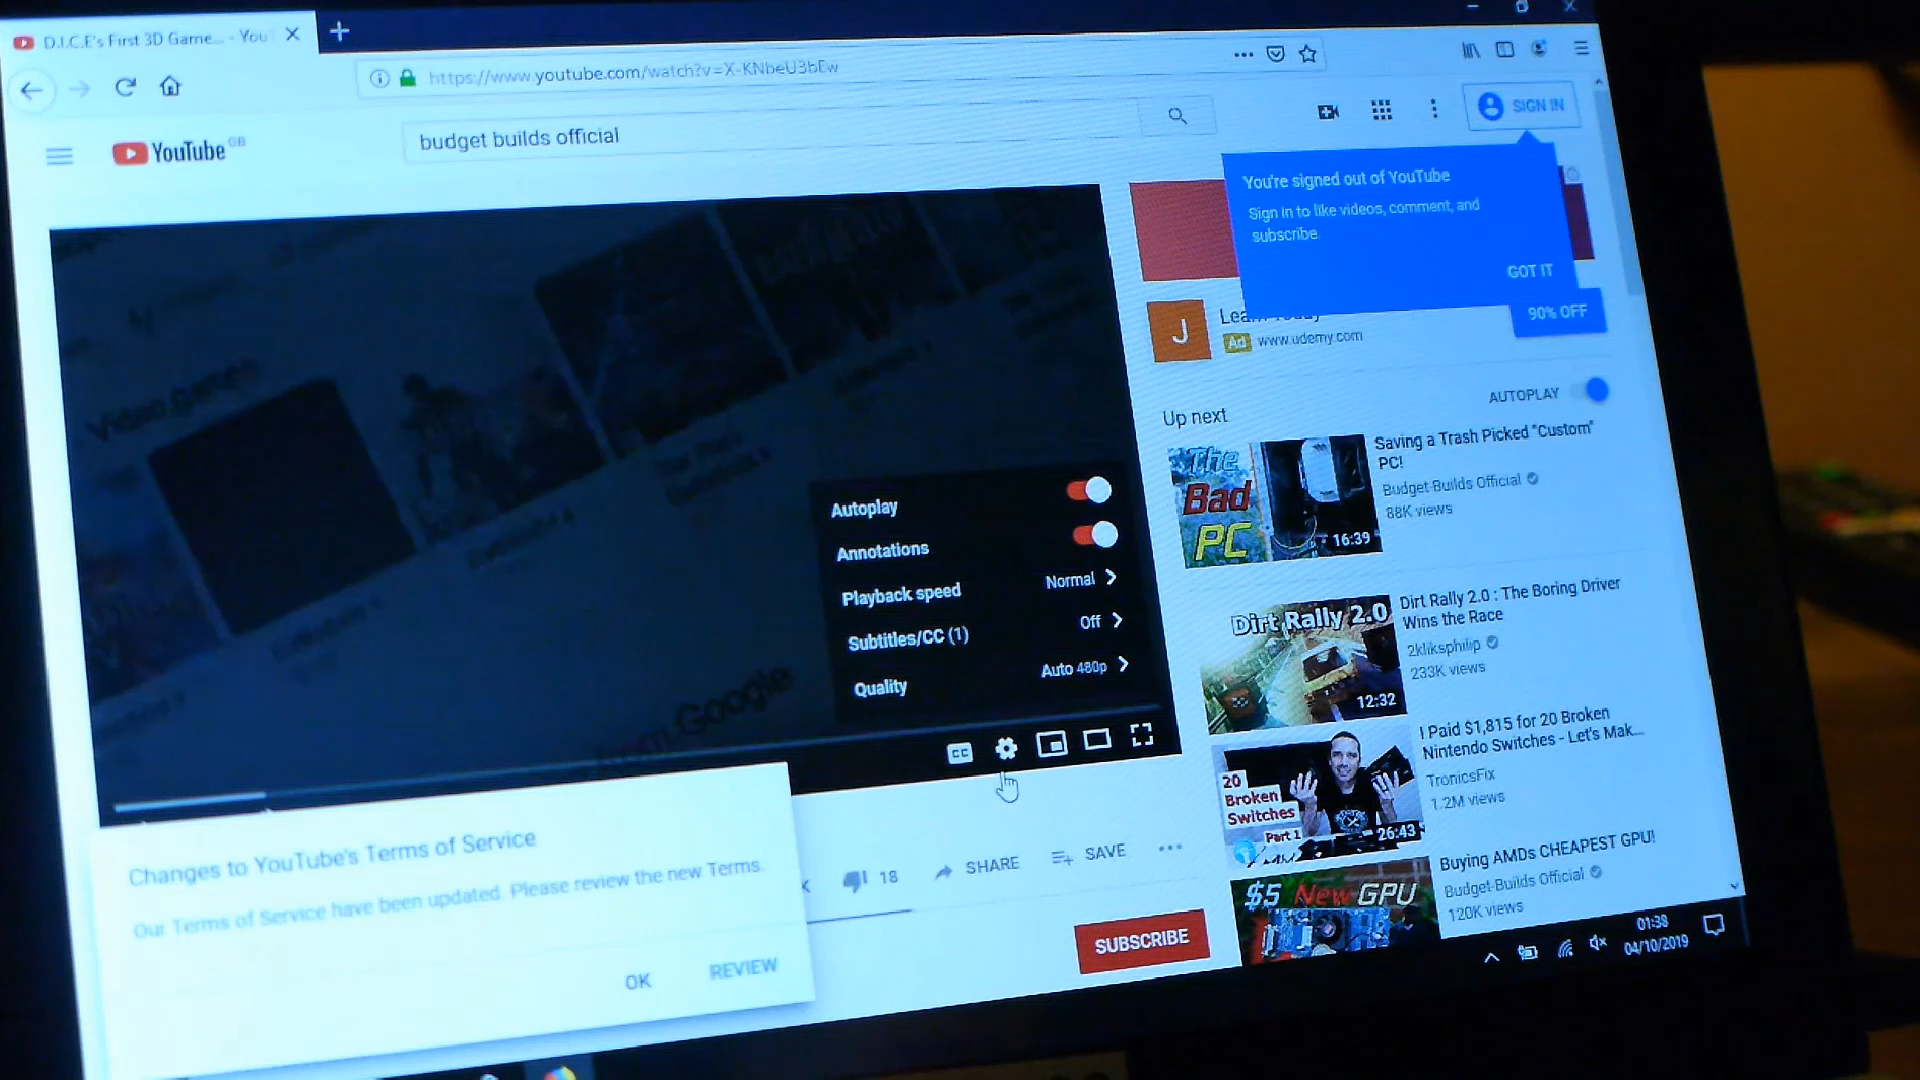 D.I.C.E's First 3D Game... - You
https://www.youtube.com/watch?v=X-KNbeU3bEw
YouTube GB
budget builds official
SIGN IN
You're signed out of YouTube
Sign in to like videos, comment, and
subscribe.
GOT IT
90% OFF
J
Ad www.udemy.com
AUTOPLAY
Up next
The
Bad
PC
16:39
Saving a Trash Picked "Custom"
PC!
Budget-Builds Official
88K views
Dirt Rally 2.0
12:32
Dirt Rally 2.0 : The Boring Driver
Wins the Race
2kliksphilip
233K views
20
Broken
Switches
Part 1
26:43
I Paid $1,815 for 20 Broken
Nintendo Switches - Let's Mak...
TronicsFix
1.2M views
$5 New GPU
Buying AMDs CHEAPEST GPU!
Budget-Builds Official
120K views
Video games
from Google
Autoplay
Annotations
Playback speed Normal
Subtitles/CC (1) Off
Quality Auto 480p
CC
18 SHARE SAVE
SUBSCRIBE
Changes to YouTube's Terms of Service
Our Terms of Service have been updated. Please review the new Terms.
OK REVIEW
01:38
04/10/2019